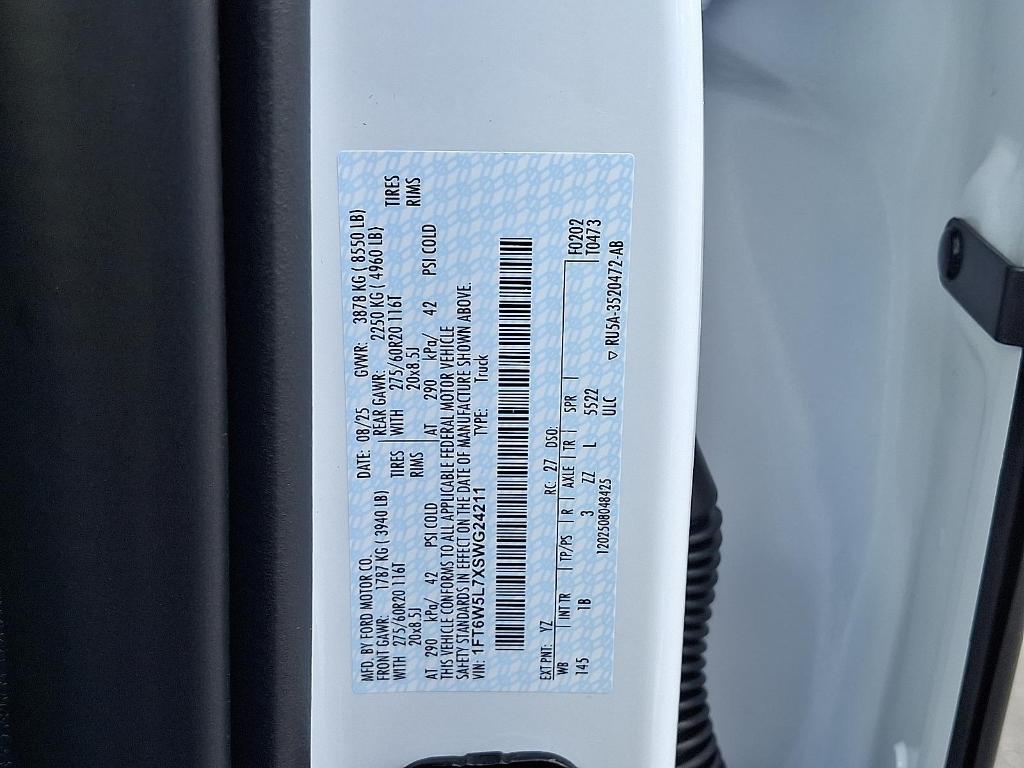 MFD. BY FORD MOTOR CO. DATE: 08/25 GVWR: 3878 KG ( 8550 LB)
FRONT GAWR: 1787 KG ( 3940 LB) REAR GAWR: 2250 KG ( 4960 LB)
WITH 275/60R20 116T TIRES WITH 275/60R20 116T TIRES
20x8.5J RIMS 20x8.5J RIMS
AT 290 kPa/ 42 PSI COLD AT 290 kPa/ 42 PSI COLD
THIS VEHICLE CONFORMS TO ALL APPLICABLE FEDERAL MOTOR VEHICLE
SAFETY STANDARDS IN EFFECT ON THE DATE OF MANUFACTURE SHOWN ABOVE.
VIN: 1FT6W5L7XSWG24211 TYPE: Truck
EXT PNT: YZ RC: 27 DSO: F0202
WB INT TR TP/PS R AXLE TR SPR T0473
145 1B 3 ZZ L 5522
1202508048425 ULC ▽ RU5A-3520472-AB